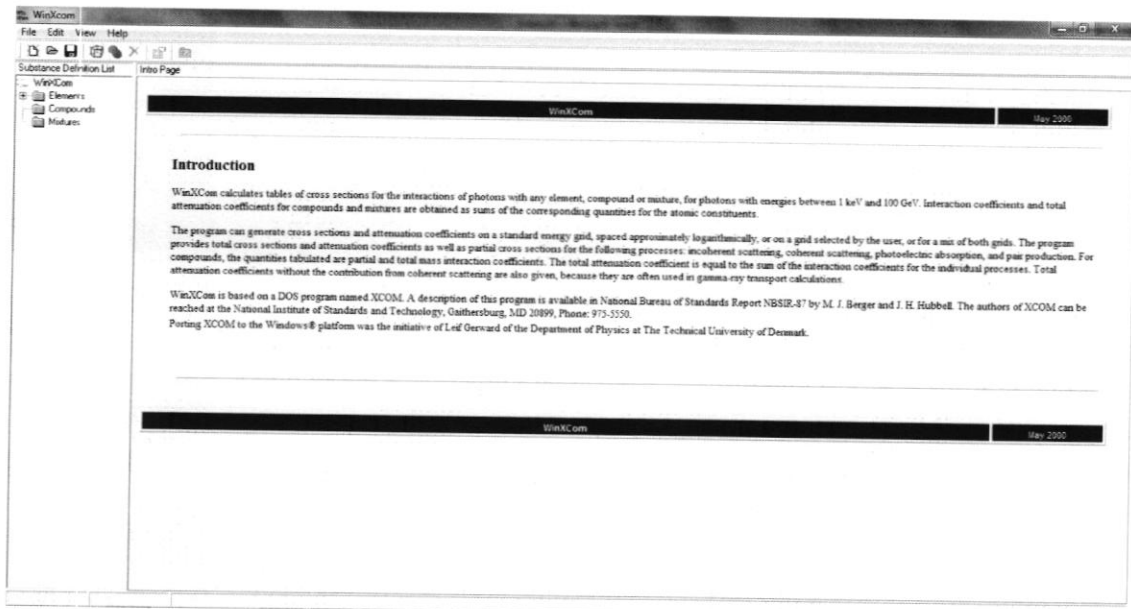 WinXcom
File Edit View Help
Substance Definition List
Intro Page
WinXCom
Elements
Compounds
Mixtures
WinXCom
May 2000
Introduction
WinXCom calculates tables of cross sections for the interactions of photons with any element, compound or mixture, for photons with energies between 1 keV and 100 GeV. Interaction coefficients and total
attenuation coefficients for compounds and mixtures are obtained as sums of the corresponding quantities for the atomic constituents.
The program can generate cross sections and attenuation coefficients on a standard energy grid, spaced approximately logarithmically, or on a grid selected by the user, or for a mix of both grids. The program
provides total cross sections and attenuation coefficients as well as partial cross sections for the following processes: incoherent scattering, coherent scattering, photoelectric absorption, and pair production. For
compounds, the quantities tabulated are partial and total mass interaction coefficients. The total attenuation coefficient is equal to the sum of the interaction coefficients for the individual processes. Total
attenuation coefficients without the contribution from coherent scattering are also given, because they are often used in gamma-ray transport calculations.
WinXCom is based on a DOS program named XCOM. A description of this program is available in National Bureau of Standards Report NBSIR-87 by M. J. Berger and J. H. Hubbell. The authors of XCOM can be
reached at the National Institute of Standards and Technology, Gaithersburg, MD 20899, Phone: 975-5550.
Porting XCOM to the Windows® platform was the initiative of Leif Gerward of the Department of Physics at The Technical University of Denmark.
WinXCom
May 2000